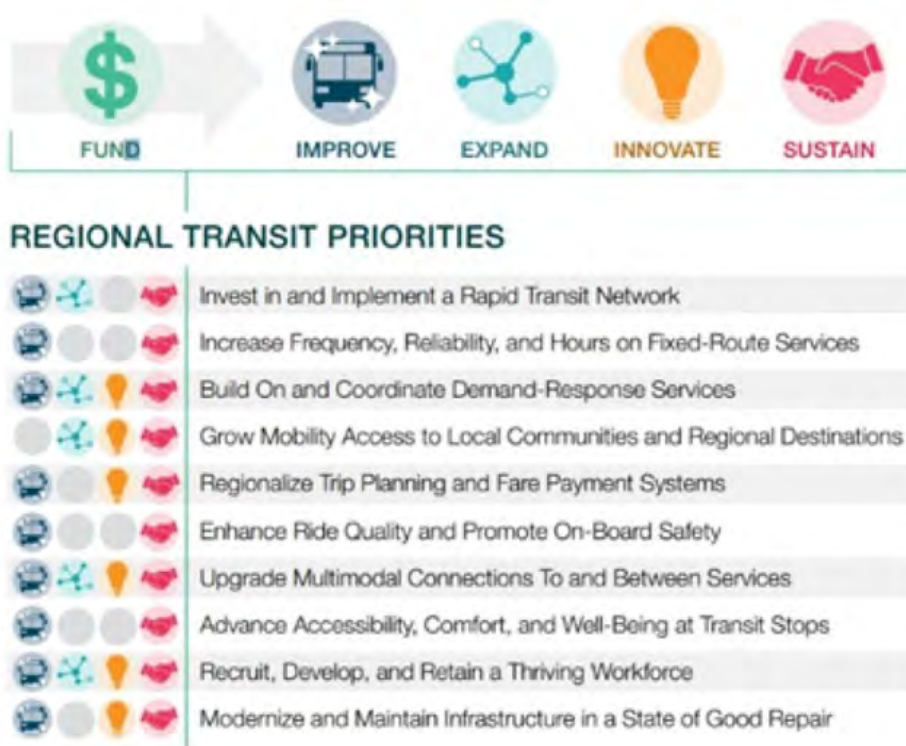 $
FUND
IMPROVE
EXPAND
INNOVATE
SUSTAIN
REGIONAL TRANSIT PRIORITIES
Invest in and Implement a Rapid Transit Network
Increase Frequency, Reliability, and Hours on Fixed-Route Services
Build On and Coordinate Demand-Response Services
Grow Mobility Access to Local Communities and Regional Destinations
Regionalize Trip Planning and Fare Payment Systems
Enhance Ride Quality and Promote On-Board Safety
Upgrade Multimodal Connections To and Between Services
Advance Accessibility, Comfort, and Well-Being at Transit Stops
Recruit, Develop, and Retain a Thriving Workforce
Modernize and Maintain Infrastructure in a State of Good Repair